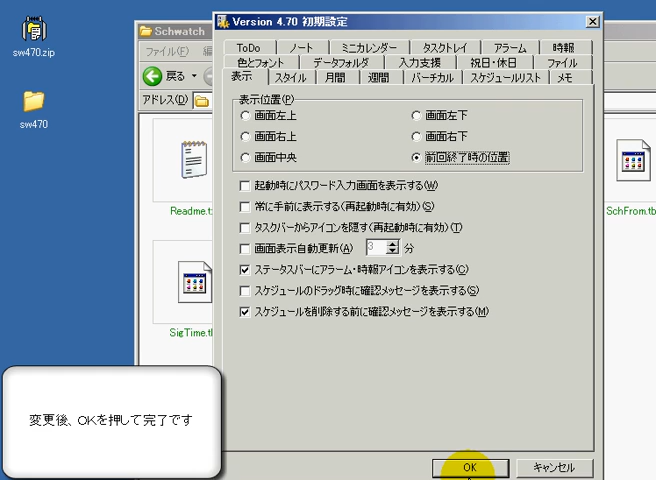 sw470.zip
sw470
Schwatch
ファイル(F)
戻る
アドレス(D)
Version 4.70 初期設定
ToDo ノート ミニカレンダー タスクトレイ アラーム 時報
色とフォント データフォルダ 入力支援 祝日・休日 ファイル
表示 スタイル 月間 週間 バーチカル スケジュールリスト メモ
表示位置(P)
画面左上 画面左下
画面右上 画面右下
画面中央 前回終了時の位置
起動時にパスワード入力画面を表示する(W)
常に手前に表示する(再起動時に有効)(S)
タスクバーからアイコンを隠す(再起動時に有効)(T)
画面表示自動更新(A) 3 分
ステータスバーにアラーム・時報アイコンを表示する(C)
スケジュールのドラッグ時に確認メッセージを表示する(S)
スケジュールを削除する前に確認メッセージを表示する(M)
Readme.t
SchFrom.tb
SigTime.tl
変更後、OKを押して完了です
OK キャンセル